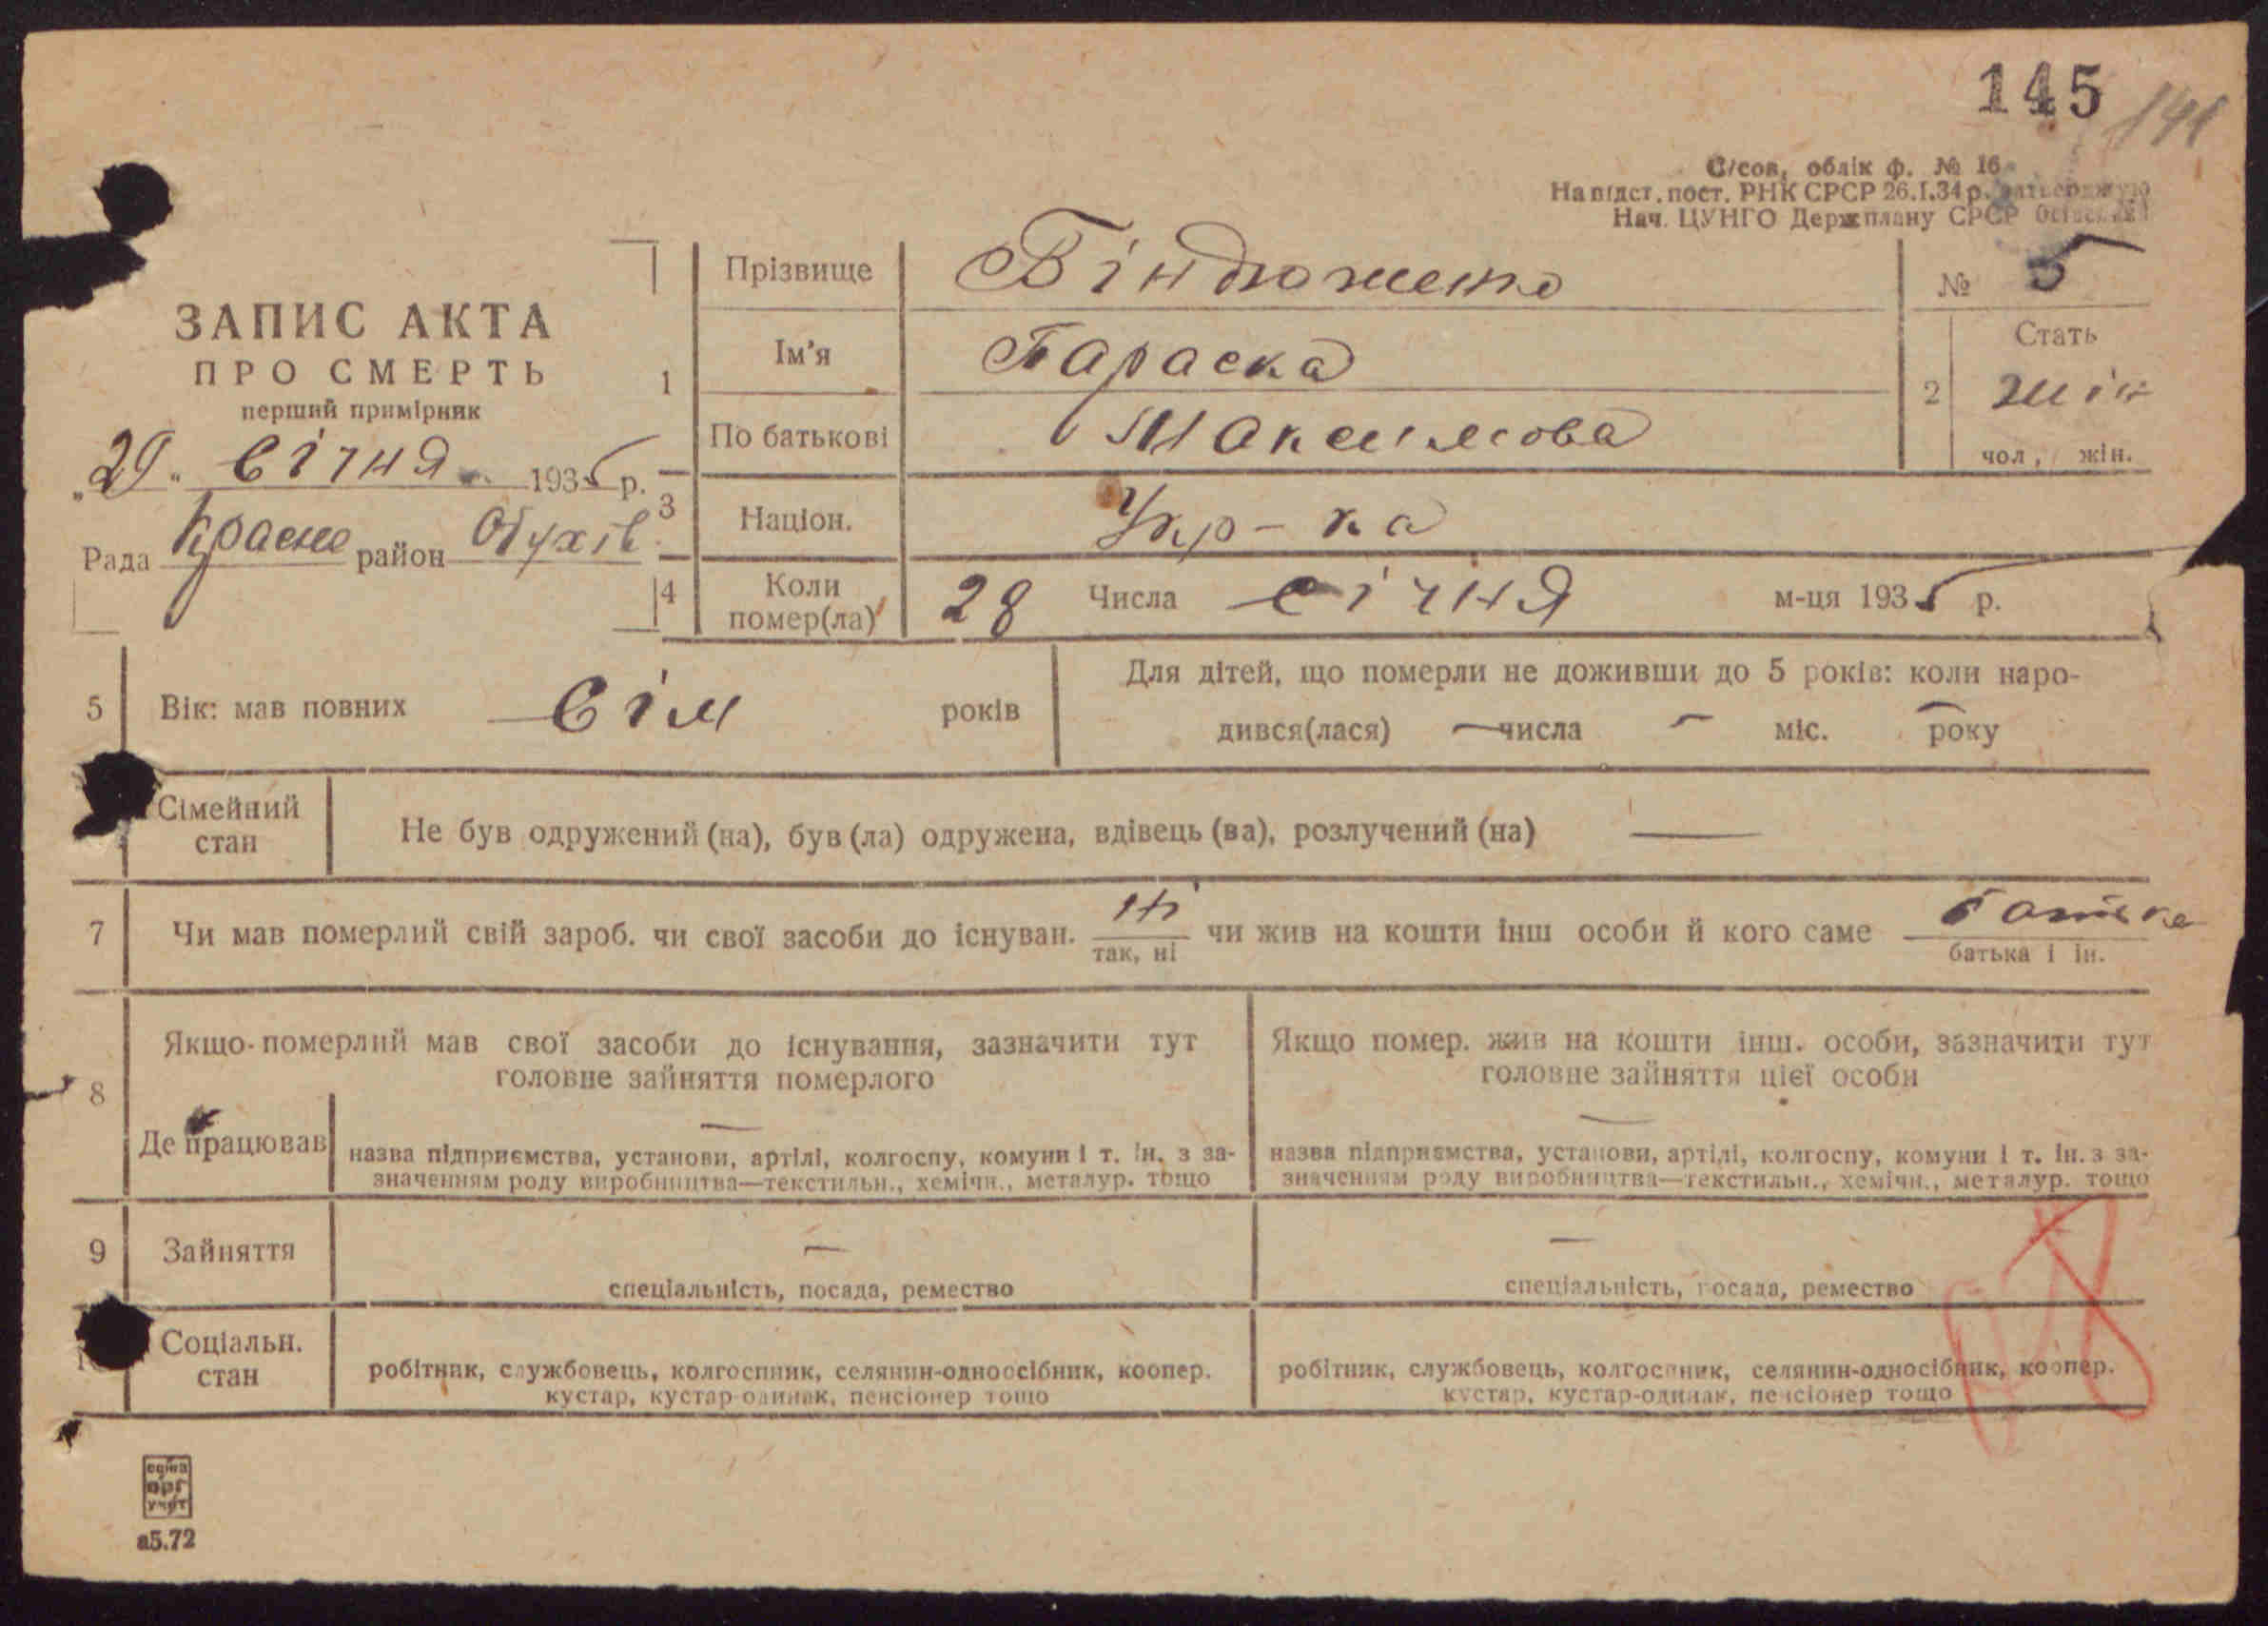 145
С/сов, облік ф. № 16
На підст. пост. РНК СРСР 26.I.34 р. затверджую
Нач. ЦУНГО Держплану СРСР
ЗАПИС АКТА
ПРО СМЕРТЬ
перший примірник
„29" Січня 1935 р.
Рада Красне район Обухів
1
Прізвище
Ім'я Параска
По батькові Максимова
№ 5
2 Стать
жін
чол, жін.
3 Націон. Укр-ка
4 Коли помер(ла) 28 Числа січня м-ця 1935 р.
5 Вік: мав повних Сім років
Для дітей, що померли не доживши до 5 років: коли наро-
дився(лася) — числа — міс. — року
Сімейний стан Не був одружений (на), був (ла) одружена, вдівець (ва), розлучений (на) —
7 Чи мав померлий свій зароб. чи свої засоби до існуван. ні чи жив на кошти інш особи й кого саме батька
так, ні батька і ін.
8
Якщо померлий мав свої засоби до існування, зазначити тут
головне зайняття померлого
Якщо помер. жив на кошти інш. особи, зазначити тут
головне зайняття цієї особи
Де працював
—
назва підприємства, установи, артілі, колгоспу, комуни і т. ін. з за-
значенням роду виробництва—текстильн., хемічн., металур. тощо
—
назва підприємства, установи, артілі, колгоспу, комуни і т. ін. з за-
значенням роду виробництва—текстильн., хемічн., металур. тощо
9 Зайняття
—
спеціальність, посада, ремество
—
спеціальність, посада, ремество
Соціальн.
стан
робітник, службовець, колгоспник, селянин-одноосібник, коопер.
кустар, кустар-одинак, пенсіонер тощо
робітник, службовець, колгоспник, селянин-односібник, коопер.
кустар, кустар-одинак, пенсіонер тощо
а5.72